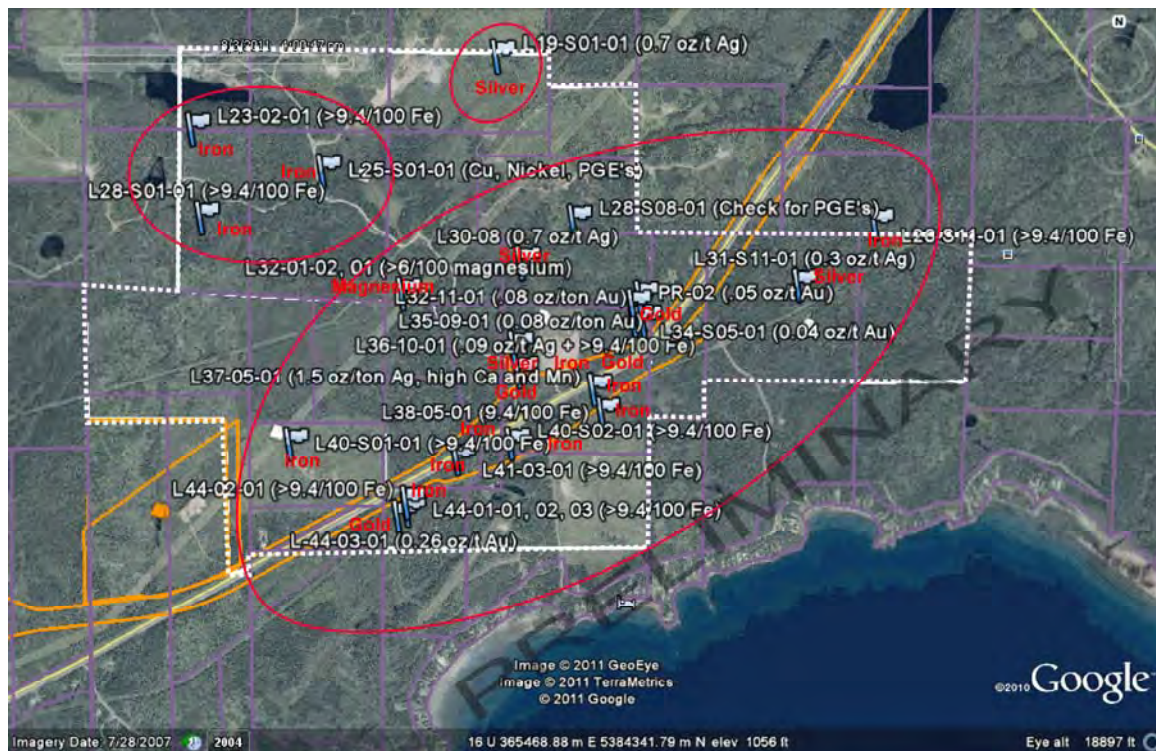 N
L19-S01-01 (0.7 oz/t Ag)
Silver
L23-02-01 (>9.4/100 Fe)
Iron
Iron
L25-S01-01 (Cu, Nickel, PGE's)
L28-S01-01 (>9.4/100 Fe)
Iron
L28-S08-01 (Check for PGE's)
L30-08 (0.7 oz/t Ag)
Iron
(>9.4/100 Fe)
Silver
L31-S11-01 (0.3 oz/t Ag)
L32-01-02, 01 (>6/100 magnesium)
Silver
Magnesium
L32-11-01 (.08 oz/ton Au)
PR-02 (.05 oz/t Au)
Gold
L35-09-01 (0.08 oz/ton Au)
L34-S05-01 (0.04 oz/t Au)
L36-10-01 (.09 oz/t Ag + >9.4/100 Fe)
Silver Iron Gold
L37-05-01 (1.5 oz/ton Ag, high Ca and Mn)
Iron
Gold
L38-05-01 (9.4/100 Fe)
Iron
Iron
L40-S02-01 (>9.4/100 Fe)
L40-S01-01 (>9.4/100 Fe)
Iron
Iron
L41-03-01 (>9.4/100 Fe)
L44-02-01 (>9.4/100 Fe)
Iron
L44-01-01, 02, 03 (>9.4/100 Fe)
Gold
L-44-03-01 (0.26 oz/t Au)
PRELIMINARY
Image © 2011 GeoEye
Image © 2011 TerraMetrics
© 2011 Google
©2010 Google
Imagery Date: 7/28/2007
2004
16 U 365468.88 m E 5384341.79 m N elev 1056 ft
Eye alt 18897 ft